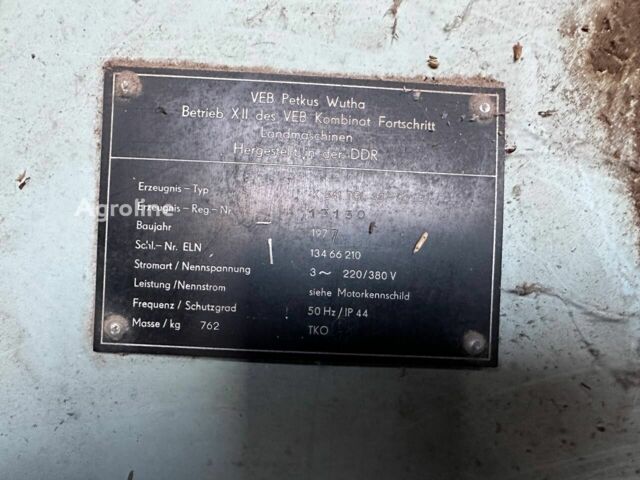 VEB Petkus Wutha
Betrieb XII des VEB Kombinat Fortschritt
Landmaschinen
Hergestellt in der DDR
Erzeugnis – Typ
Erzeugnis – Reg – Nr 13130
Baujahr 1977
Schl.– Nr. ELN 134 66 210
Stromart / Nennspannung 3 ~ 220/380 V
Leistung /Nennstrom siehe Motorkennschild
Frequenz / Schutzgrad 50 Hz / IP 44
Masse / kg 762 TKO
Agroline
Agroline